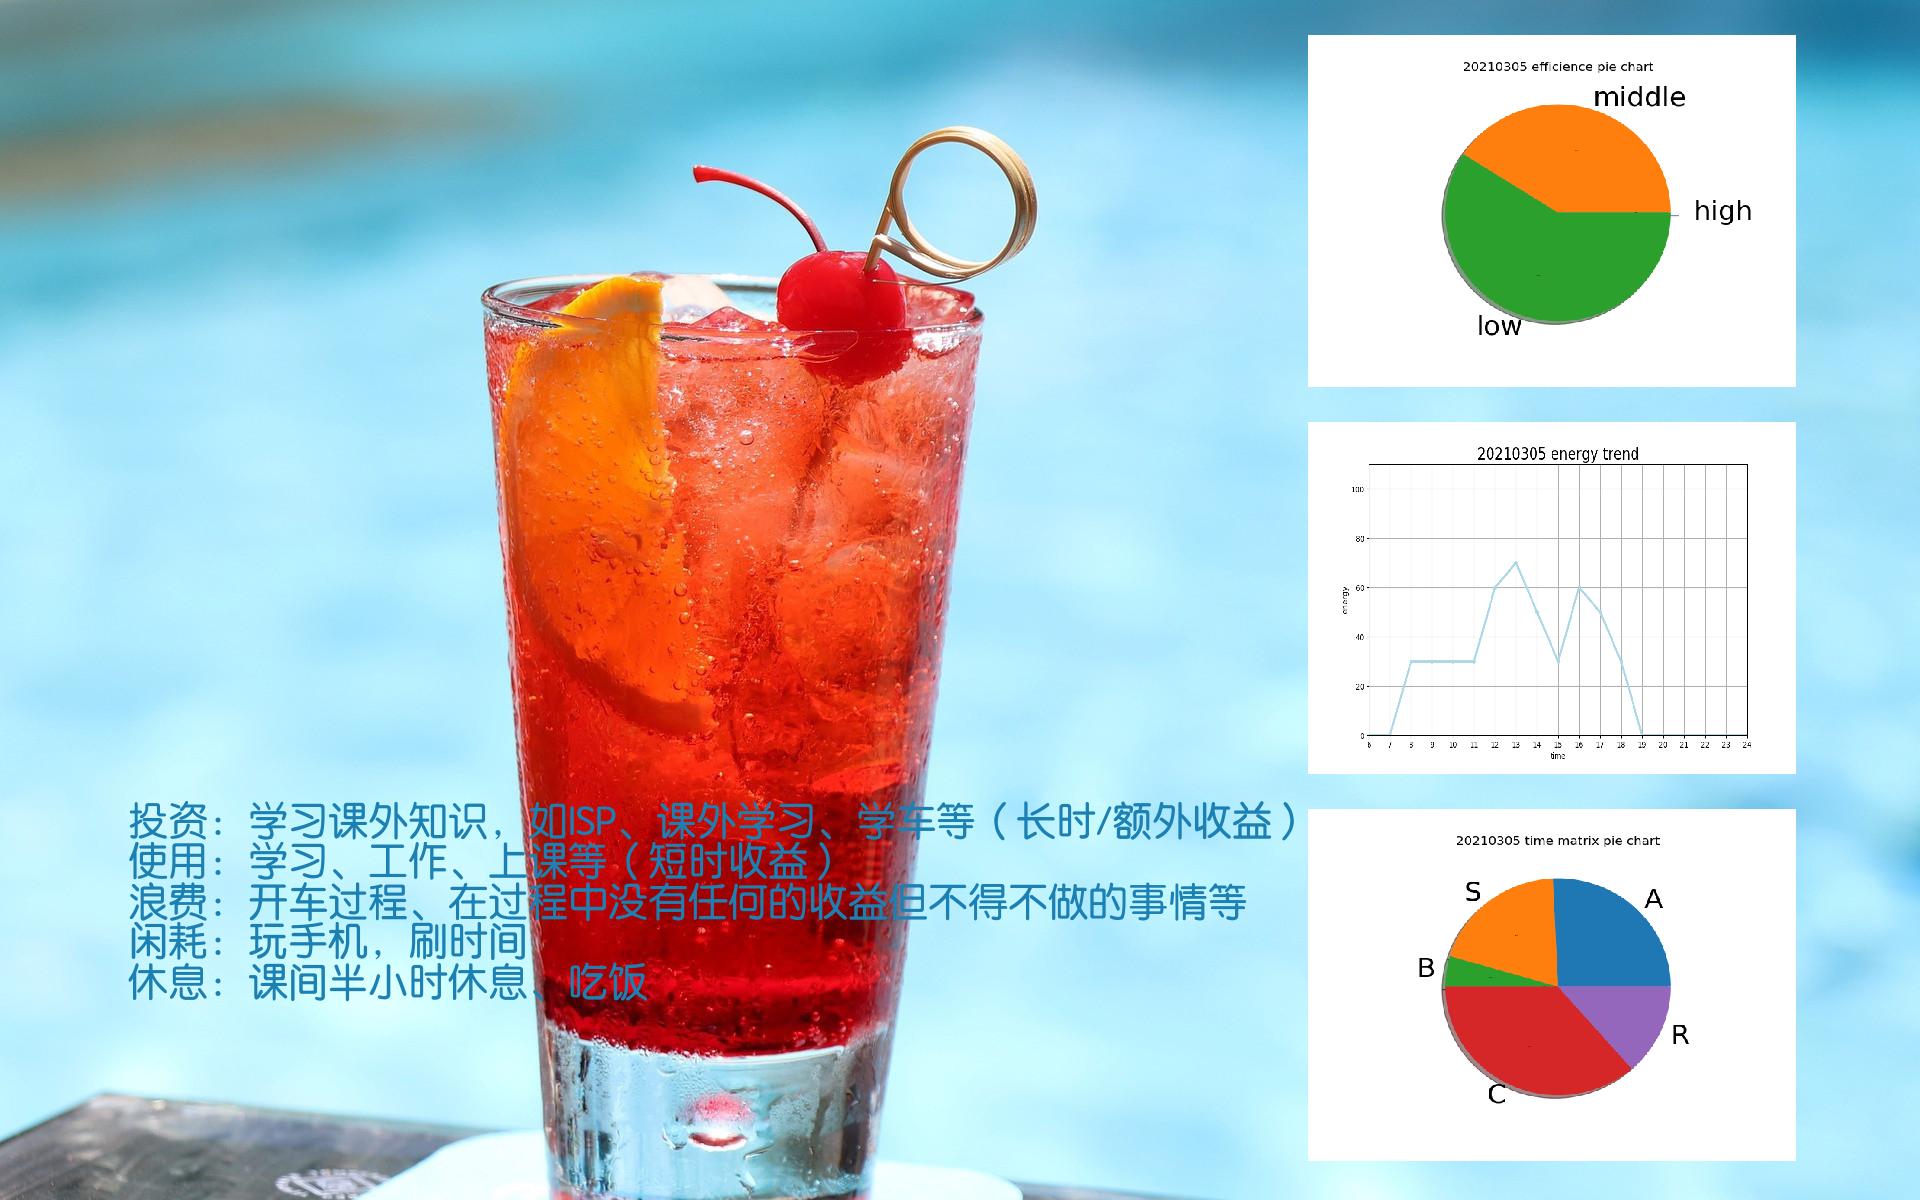 20210305 efficience pie chart
middle
high
low
20210305 energy trend
100
80
60
40
20
0
energy
6 7 8 9 10 11 12 13 14 15 16 17 18 19 20 21 22 23 24
time
投资：学习课外知识，如ISP、课外学习、学车等（长时/额外收益）
使用：学习、工作、上课等（短时收益）
浪费：开车过程、在过程中没有任何的收益但不得不做的事情等
闲耗：玩手机，刷时间
休息：课间半小时休息、吃饭
20210305 time matrix pie chart
S
A
B
R
C